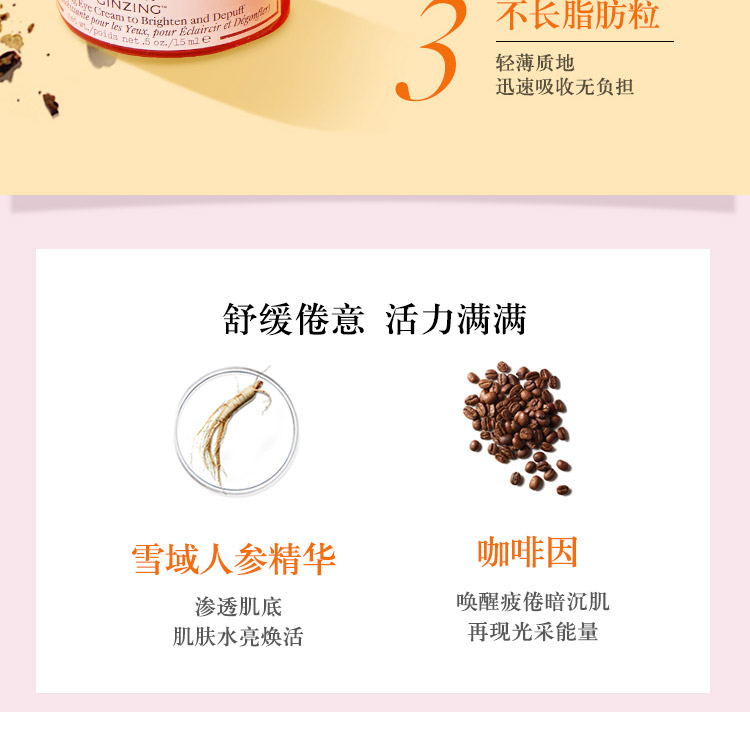 GINZING™
Eye Cream to Brighten and Depuff
pour les Yeux, pour Éclaircir et Dégonfler)
wt./poids net .5 oz./15 ml e
3
不长脂肪粒
轻薄质地
迅速吸收无负担
舒缓倦意 活力满满
雪域人参精华
渗透肌底
肌肤水亮焕活
咖啡因
唤醒疲倦暗沉肌
再现光采能量